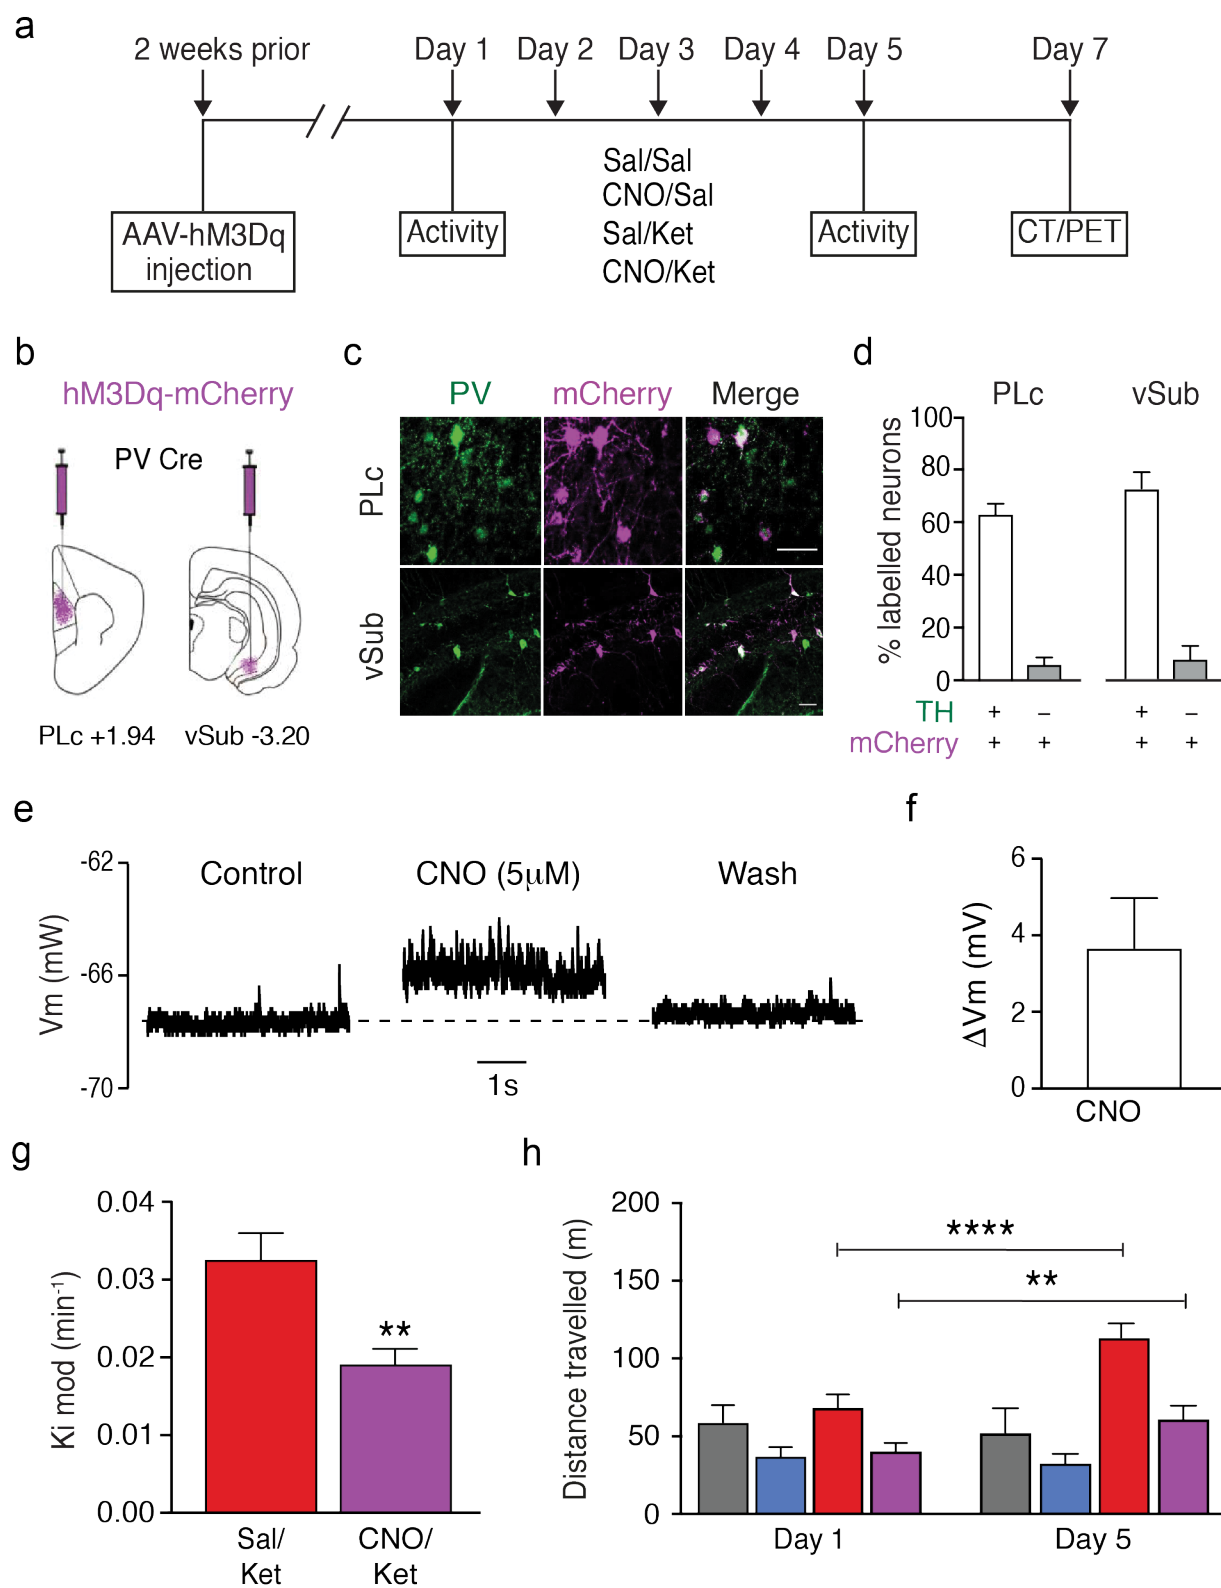 a
2 weeks prior
Day 1
Day 2
Day 3
Day 4
Day 5
Day 7
Sal/Sal
CNO/Sal
Sal/Ket
CNO/Ket
AAV-hM3Dq
injection
Activity
Activity
CT/PET
b
hM3Dq-mCherry
PV Cre
PLc +1.94
vSub -3.20
c
PV
mCherry
Merge
PLc
vSub
d
PLc
vSub
% labelled neurons
100
80
60
40
20
0
TH + – + –
mCherry + + + +
e
Vm (mW)
-62
-66
-70
Control
CNO (5µM)
Wash
1s
f
ΔVm (mV)
6
4
2
0
CNO
g
Ki mod (min-1)
0.04
0.03
0.02
0.01
0.00
**
Sal/
Ket
CNO/
Ket
h
Distance travelled (m)
200
150
100
50
0
****
**
Day 1
Day 5